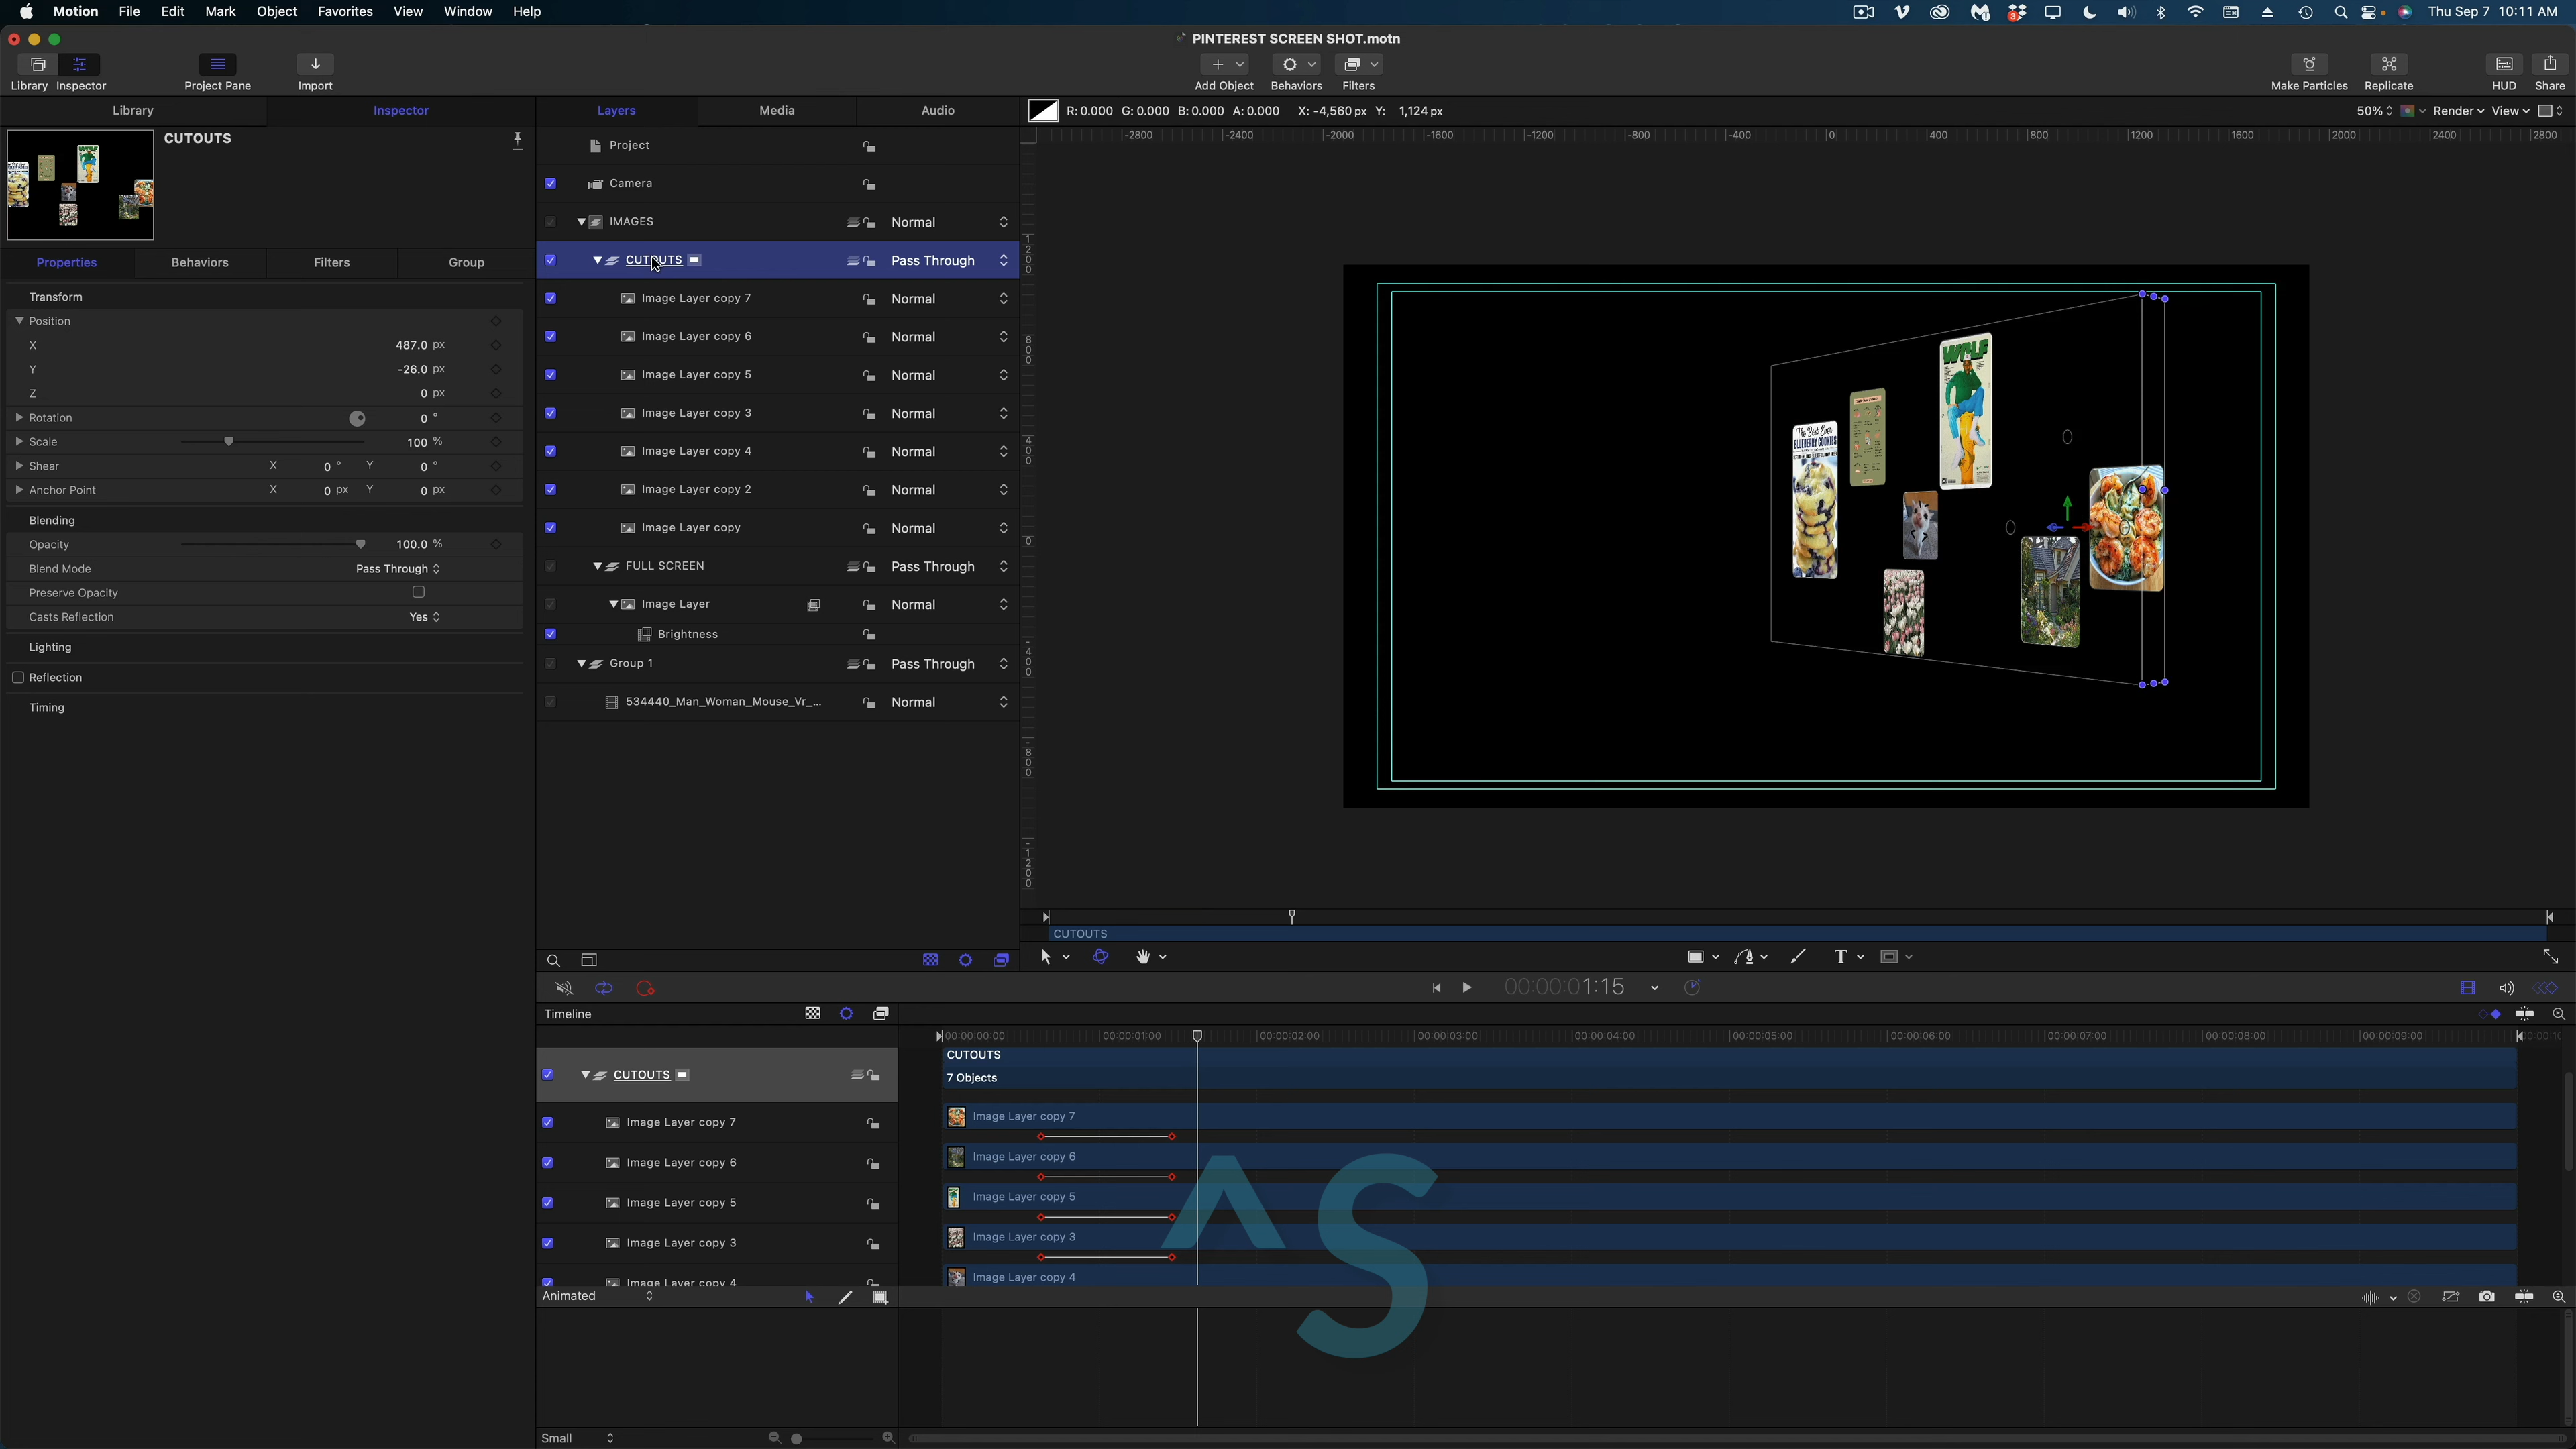 Motion File Edit Mark Object Favorites View Window Help
3
Thu Sep 7 10:11 AM
PINTEREST SCREEN SHOT.motn
Library Inspector Project Pane Import Add Object Behaviors Filters Make Particles Replicate HUD Share
Library Inspector Layers Media Audio R: 0.000 G: 0.000 B: 0.000 A: 0.000 X: -4,560 px Y: 1,124 px 50% Render View
CUTOUTS
Properties Behaviors Filters Group
Transform
Position
X 487.0 px
Y -26.0 px
Z 0 px
Rotation 0 °
Scale 100 %
Shear X 0 ° Y 0 °
Anchor Point X 0 px Y 0 px
Blending
Opacity 100.0 %
Blend Mode Pass Through
Preserve Opacity
Casts Reflection Yes
Lighting
Reflection
Timing
Project
Camera
IMAGES Normal
CUTOUTS Pass Through
Image Layer copy 7 Normal
Image Layer copy 6 Normal
Image Layer copy 5 Normal
Image Layer copy 3 Normal
Image Layer copy 4 Normal
Image Layer copy 2 Normal
Image Layer copy Normal
FULL SCREEN Pass Through
Image Layer Normal
Brightness
Group 1 Pass Through
534440_Man_Woman_Mouse_Vr_... Normal
-2800 -2400 -2000 -1600 -1200 -800 -400 0 400 800 1200 1600 2000 2400 2800
1200
800
400
0
-400
-800
-1200
WOLF
The Best Ever
BLUEBERRY COOKIES
CUTOUTS
T
00:00:01:15
Timeline
00:00:00:00 00:00:01:00 00:00:02:00 00:00:03:00 00:00:04:00 00:00:05:00 00:00:06:00 00:00:07:00 00:00:08:00 00:00:09:00
CUTOUTS
CUTOUTS
7 Objects
Image Layer copy 7 Image Layer copy 7
Image Layer copy 6 Image Layer copy 6
Image Layer copy 5 Image Layer copy 5
Image Layer copy 3 Image Layer copy 3
Image Layer copy 4 Image Layer copy 4
Animated
Small
^S